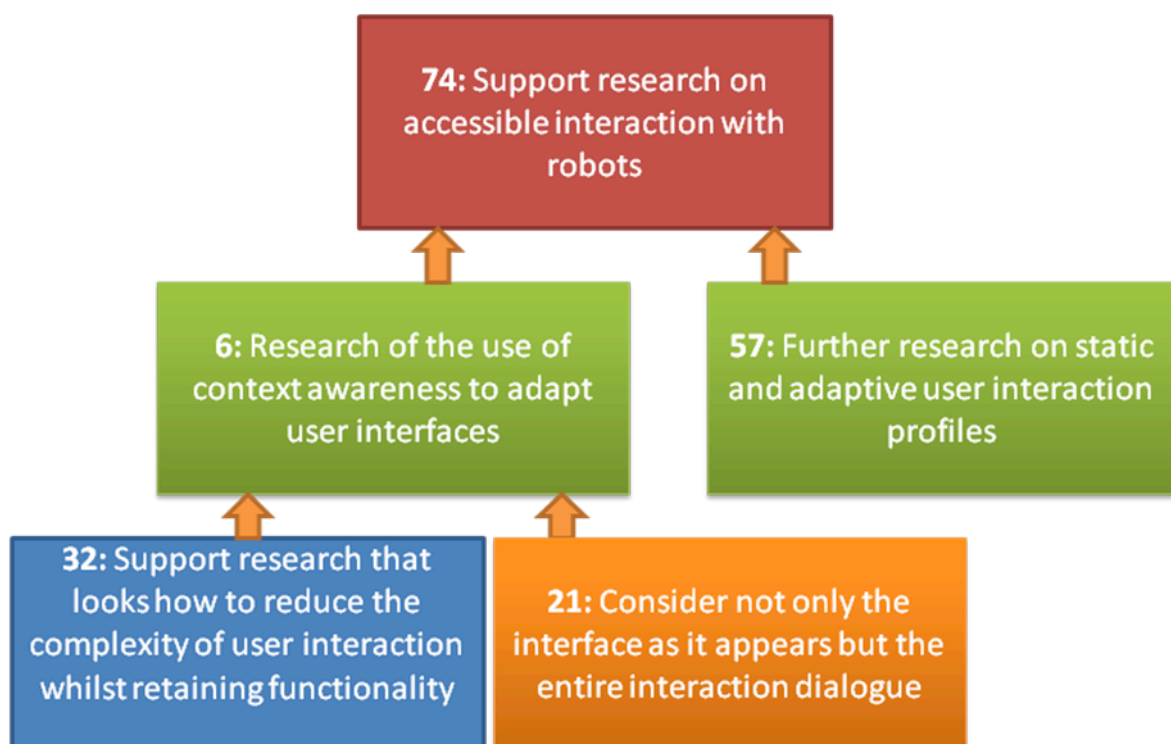 74: Support research on
accessible interaction with
robots
6: Research of the use of
context awareness to adapt
user interfaces
57: Further research on static
and adaptive user interaction
profiles
32: Support research that
looks how to reduce the
complexity of user interaction
whilst retaining functionality
21: Consider not only the
interface as it appears but the
entire interaction dialogue